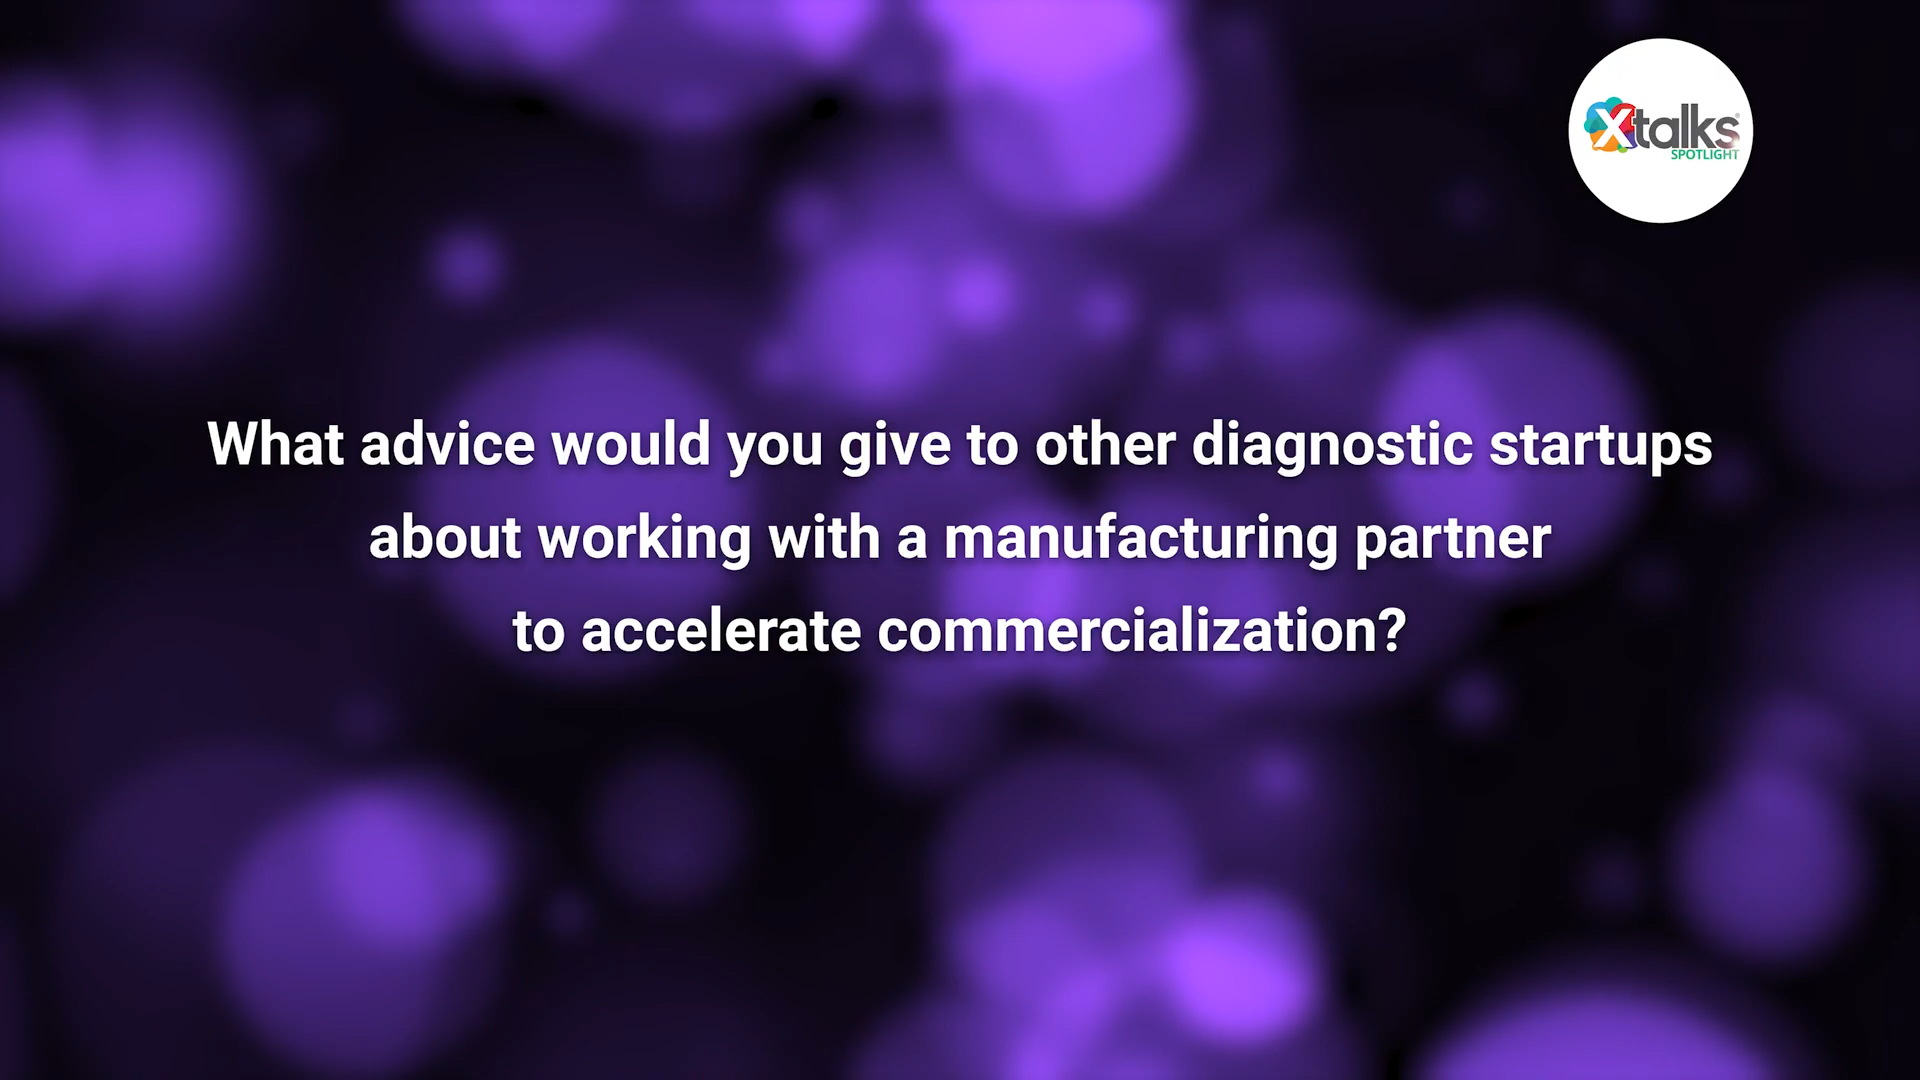 Xtalks
SPOTLIGHT
What advice would you give to other diagnostic startups
about working with a manufacturing partner
to accelerate commercialization?